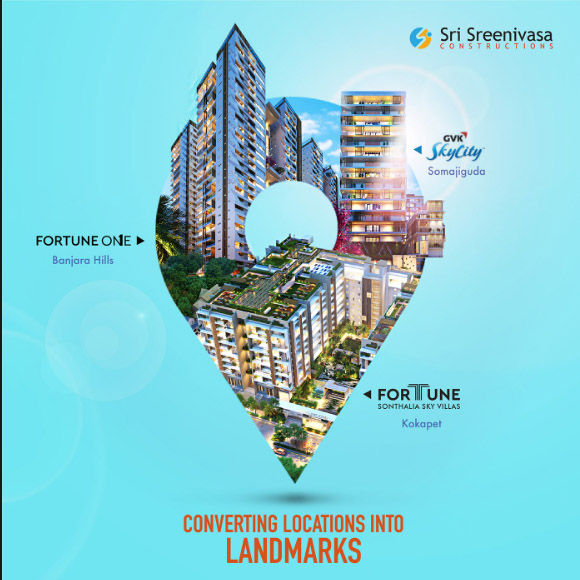 Sri Sreenivasa
CONSTRUCTIONS
GVK
SkyCity
Somajiguda
FORTUNE ONE
Banjara Hills
FORTUNE
SONTHALIA SKY VILLAS
Kokapet
CONVERTING LOCATIONS INTO
LANDMARKS